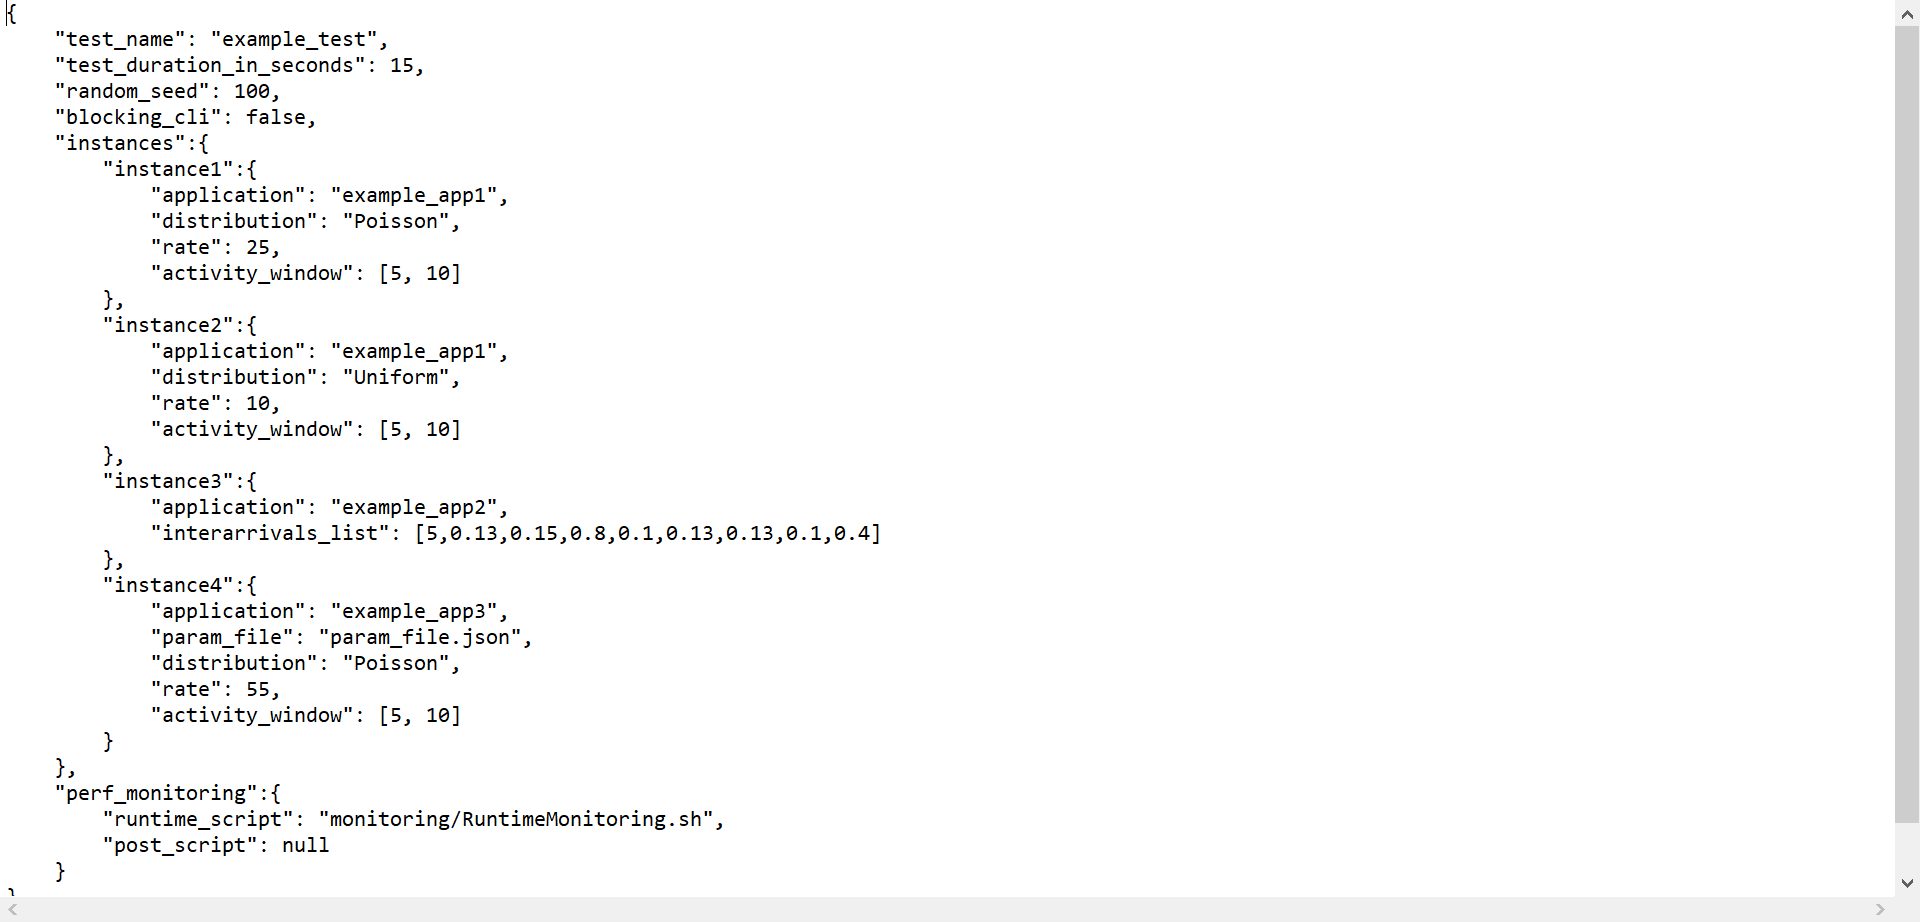 {
    "test_name": "example_test",
    "test_duration_in_seconds": 15,
    "random_seed": 100,
    "blocking_cli": false,
    "instances":{
        "instance1":{
            "application": "example_app1",
            "distribution": "Poisson",
            "rate": 25,
            "activity_window": [5, 10]
        },
        "instance2":{
            "application": "example_app1",
            "distribution": "Uniform",
            "rate": 10,
            "activity_window": [5, 10]
        },
        "instance3":{
            "application": "example_app2",
            "interarrivals_list": [5,0.13,0.15,0.8,0.1,0.13,0.13,0.1,0.4]
        },
        "instance4":{
            "application": "example_app3",
            "param_file": "param_file.json",
            "distribution": "Poisson",
            "rate": 55,
            "activity_window": [5, 10]
        }
    },
    "perf_monitoring":{
        "runtime_script": "monitoring/RuntimeMonitoring.sh",
        "post_script": null
    }
}